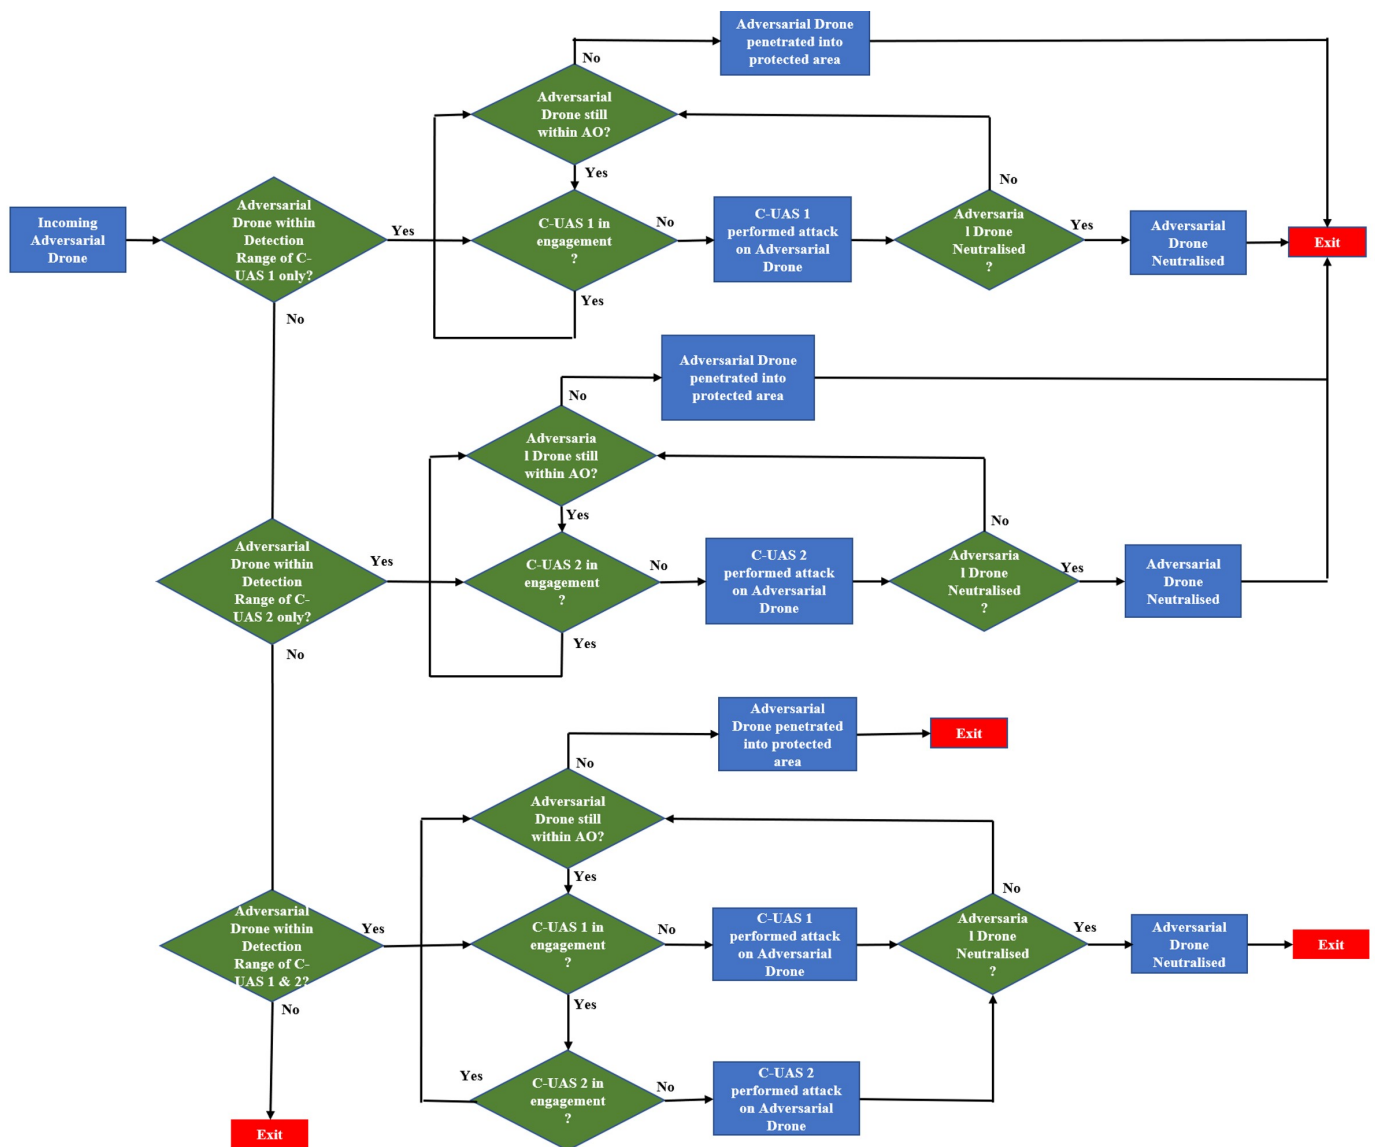 Adversarial Drone
penetrated into
protected area
No
Adversarial
Drone still
within AO?
Yes
No
Incoming
Adversarial
Drone
Adversarial
Drone within
Detection
Range of C-
UAS 1 only?
Yes
C-UAS 1 in
engagement
?
No
C-UAS 1
performed attack
on Adversarial
Drone
Adversaria
l Drone
Neutralised
?
Yes
Adversarial
Drone
Neutralised
Exit
Yes
No
Adversarial Drone
penetrated into
protected area
No
Adversaria
l Drone still
within AO?
Yes
No
Adversarial
Drone within
Detection
Range of C-
UAS 2 only?
Yes
C-UAS 2 in
engagement
?
No
C-UAS 2
performed attack
on Adversarial
Drone
Adversaria
l Drone
Neutralised
?
Yes
Adversarial
Drone
Neutralised
Yes
No
Adversarial
Drone penetrated
into protected
area
Exit
No
Adversarial
Drone still
within AO?
Yes
No
Adversarial
Drone within
Detection
Range of C-
UAS 1 & 2?
Yes
C-UAS 1 in
engagement
?
No
C-UAS 1
performed attack
on Adversarial
Drone
Adversaria
l Drone
Neutralised
?
Yes
Adversarial
Drone
Neutralised
Exit
No
Yes
Yes
C-UAS 2 in
engagement
?
No
C-UAS 2
performed attack
on Adversarial
Drone
Exit